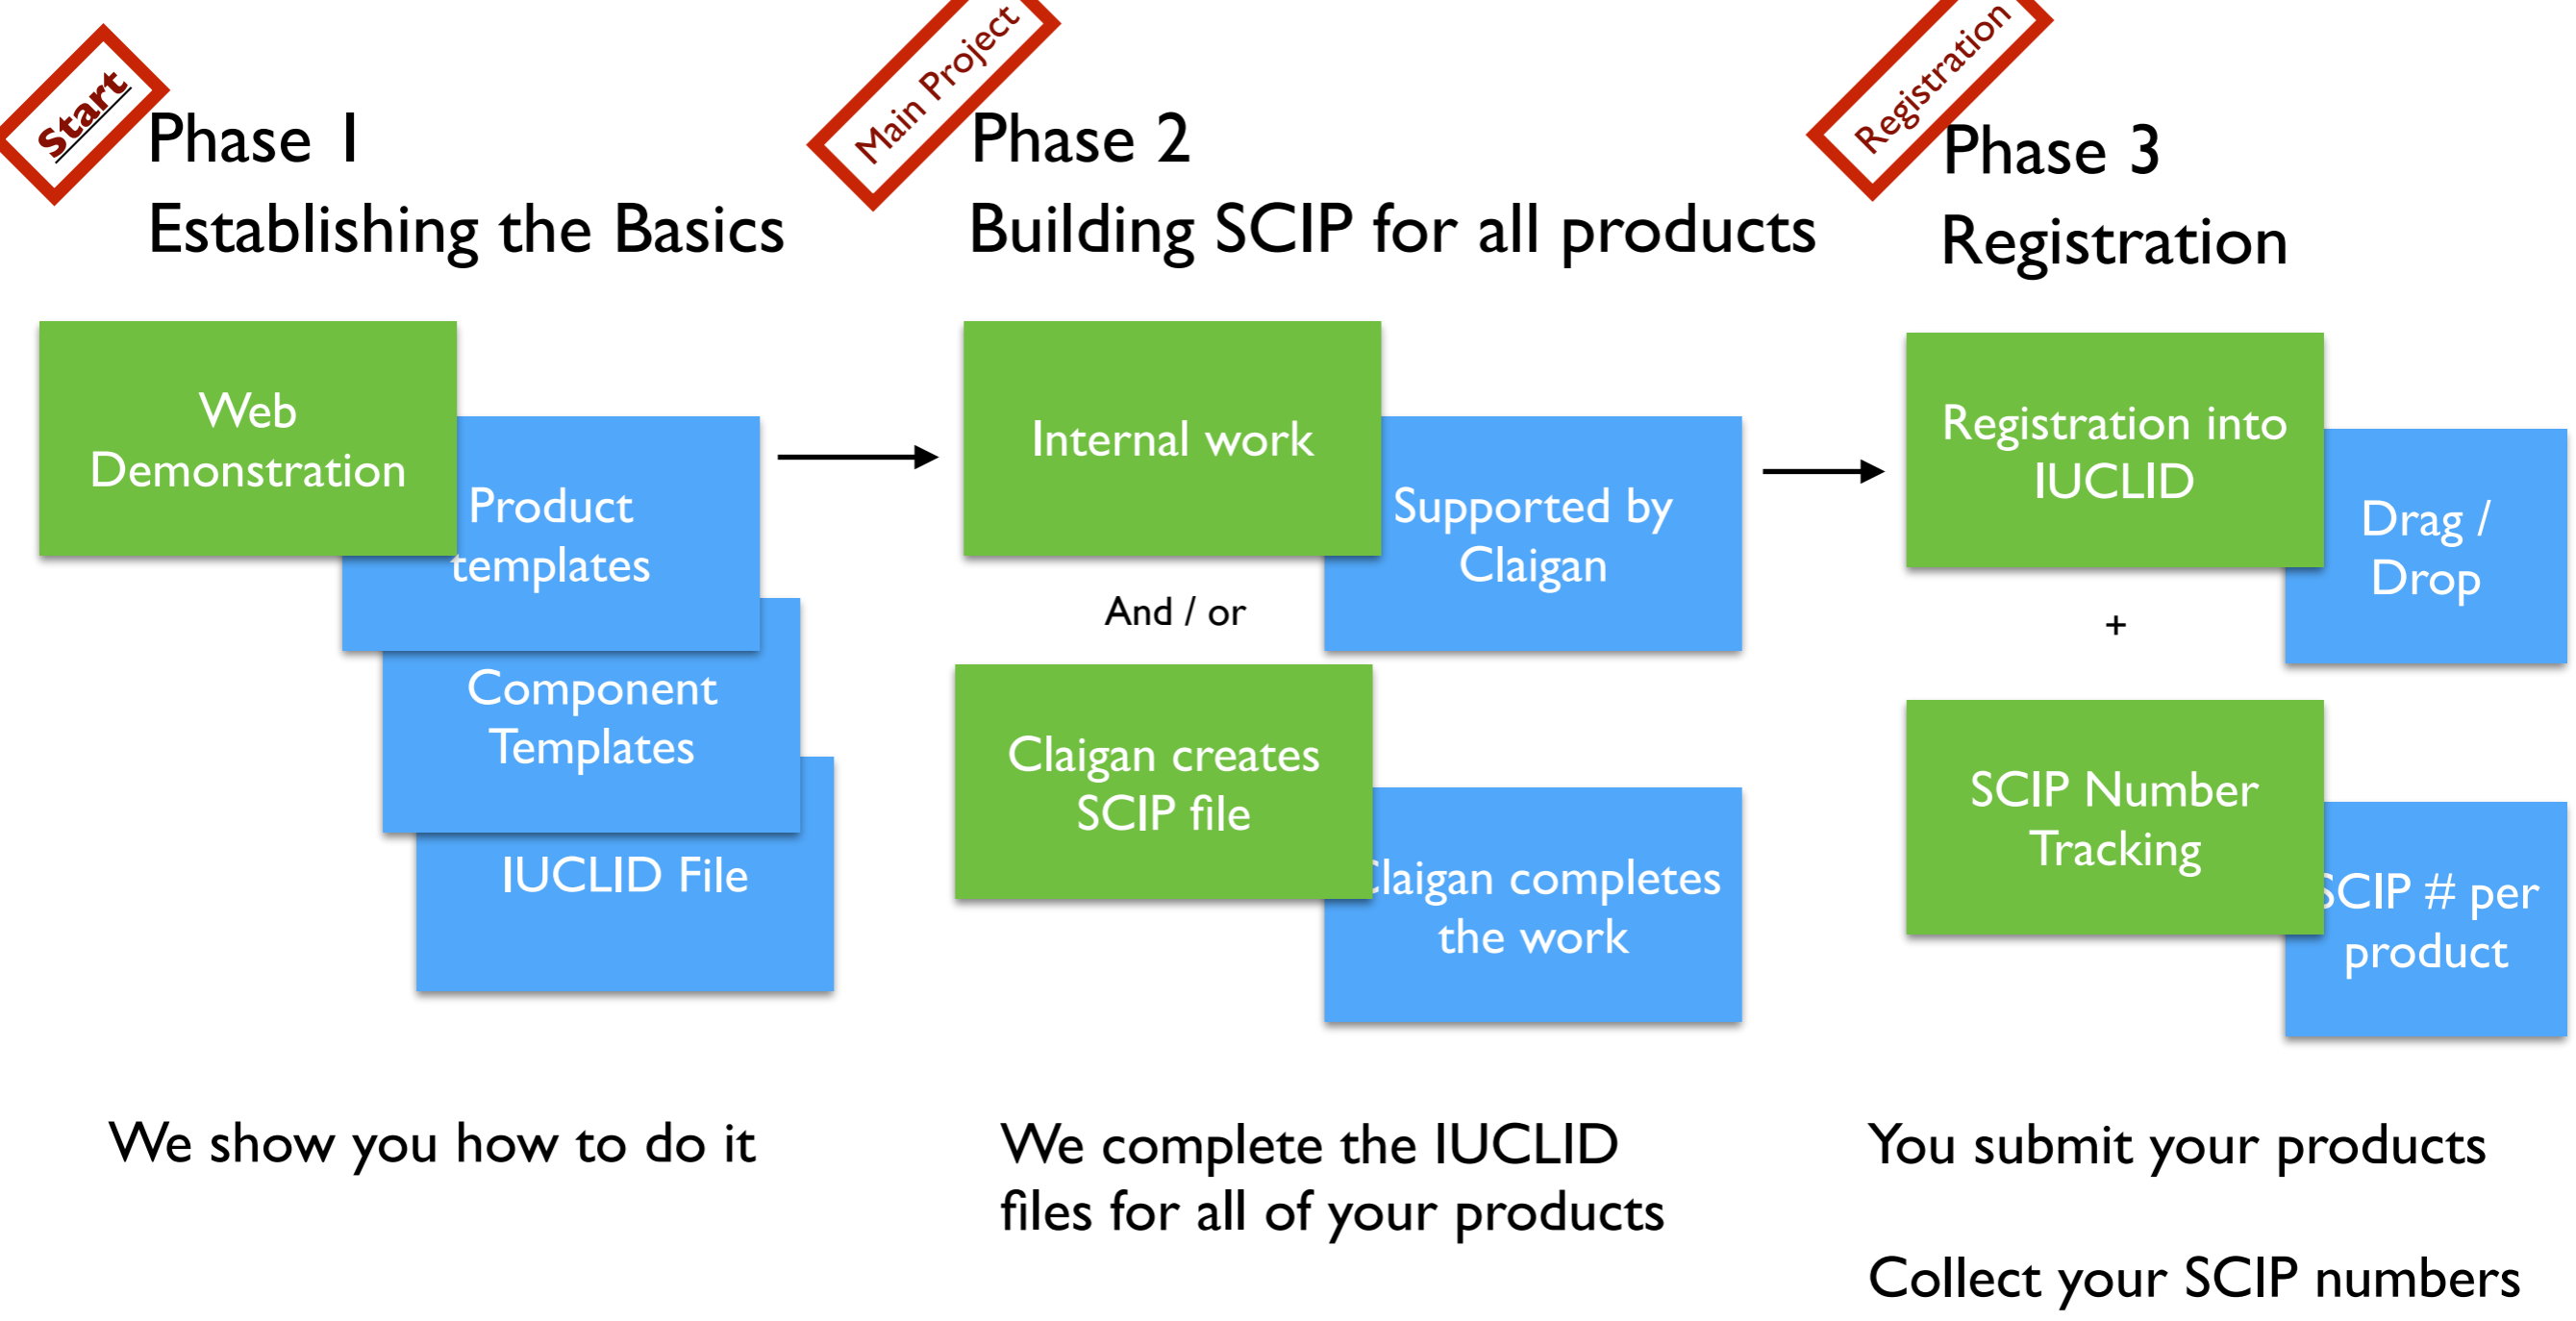 Start
Phase 1
Establishing the Basics
Web
Demonstration
Product
templates
Component
Templates
IUCLID File
We show you how to do it
Main Project
Phase 2
Building SCIP for all products
Internal work
Supported by
Claigan
And / or
Claigan creates
SCIP file
Claigan completes
the work
We complete the IUCLID
files for all of your products
Registration
Phase 3
Registration
Registration into
IUCLID
Drag /
Drop
+
SCIP Number
Tracking
SCIP # per
product
You submit your products
Collect your SCIP numbers